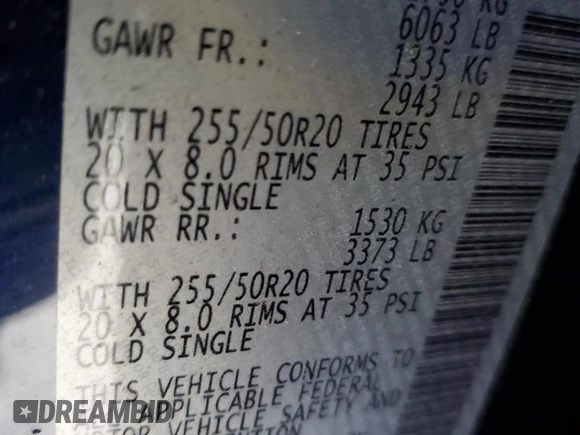 6063 LB
GAWR FR.: 1335 KG
2943 LB
WITH 255/50R20 TIRES
20 X 8.0 RIMS AT 35 PSI
COLD SINGLE
GAWR RR.: 1530 KG
3373 LB
WITH 255/50R20 TIRES
20 X 8.0 RIMS AT 35 PSI
COLD SINGLE
THIS VEHICLE CONFORMS TO
APPLICABLE FEDERAL
MOTOR VEHICLE SAFETY AND
DREAMBID